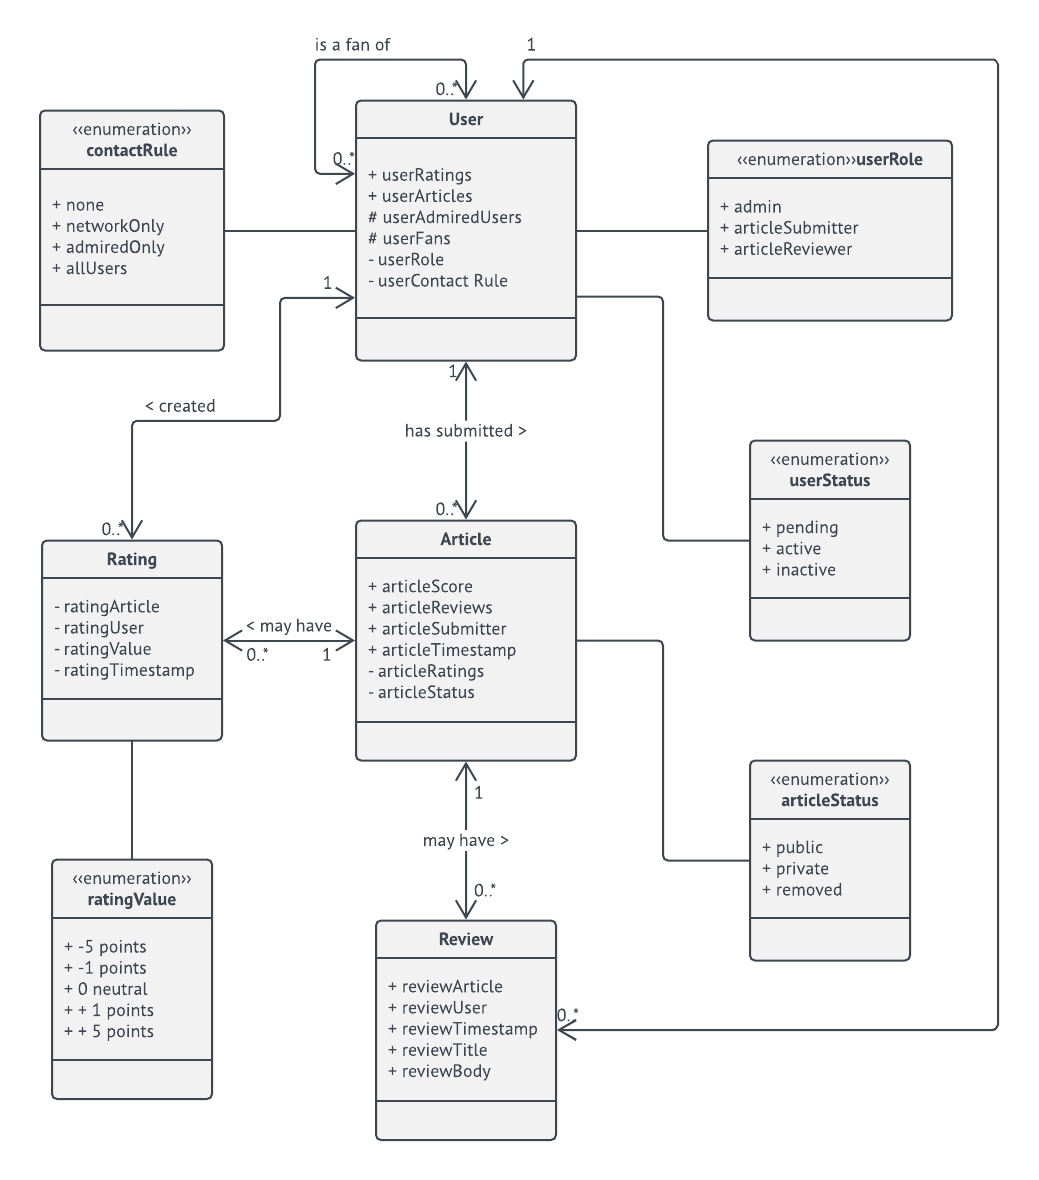 is a fan of
1
0..*
‹‹enumeration››
contactRule
+ none
+ networkOnly
+ admiredOnly
+ allUsers
User
0..*
+ userRatings
+ userArticles
# userAdmiredUsers
# userFans
- userRole
- userContact Rule
‹‹enumeration››userRole
+ admin
+ articleSubmitter
+ articleReviewer
1
< created
1
has submitted >
0..*
0..*
‹‹enumeration››
userStatus
+ pending
+ active
+ inactive
Rating
- ratingArticle
- ratingUser
- ratingValue
- ratingTimestamp
< may have
0..*
1
Article
+ articleScore
+ articleReviews
+ articleSubmitter
+ articleTimestamp
- articleRatings
- articleStatus
‹‹enumeration››
articleStatus
+ public
+ private
+ removed
1
may have >
0..*
‹‹enumeration››
ratingValue
+ -5 points
+ -1 points
+ 0 neutral
+ + 1 points
+ + 5 points
Review
+ reviewArticle
+ reviewUser
+ reviewTimestamp
+ reviewTitle
+ reviewBody
0..*